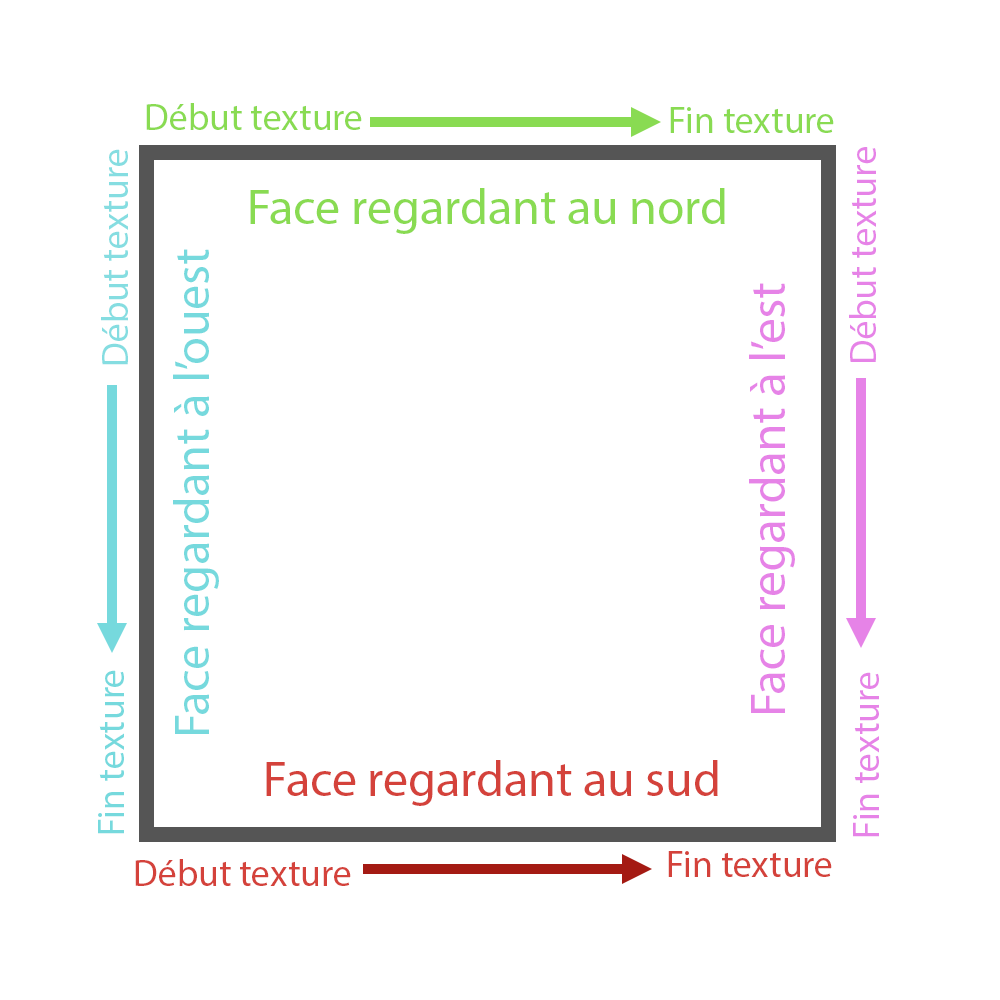 Début texture
Fin texture
Face regardant au nord
Début texture
Fin texture
Face regardant à l’ouest
Face regardant à l’est
Début texture
Fin texture
Face regardant au sud
Début texture
Fin texture